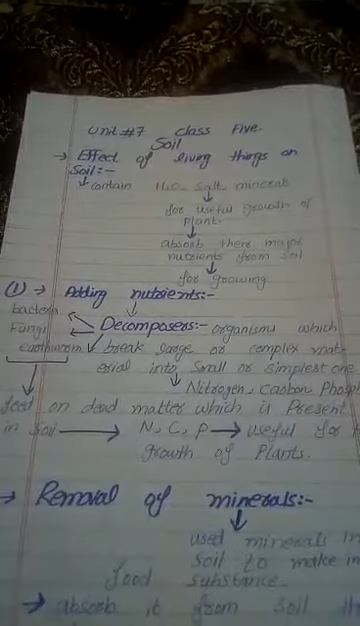 Unit #7 Class Five.
Soil
→ Effect of living things on
Soil:-
↓ contain H2O, Salt, minerals
↓
for useful growth of
Plant.
↓
absorb there major
nutrients from soil
↓
for growing
(1) → Adding nutrients:-
bacteria
Fungi Decomposers:- organisms which
earthworm break large or complex mat-
erial into small or simplest one
↓ Nitrogen, Carbon, Phosp
feed on dead matter which is Present
in soil → N, C, P → useful for
growth of Plants.
→ Removal of minerals:-
↓
used minerals in
soil to make in
food substance.
→ absorb it from soil